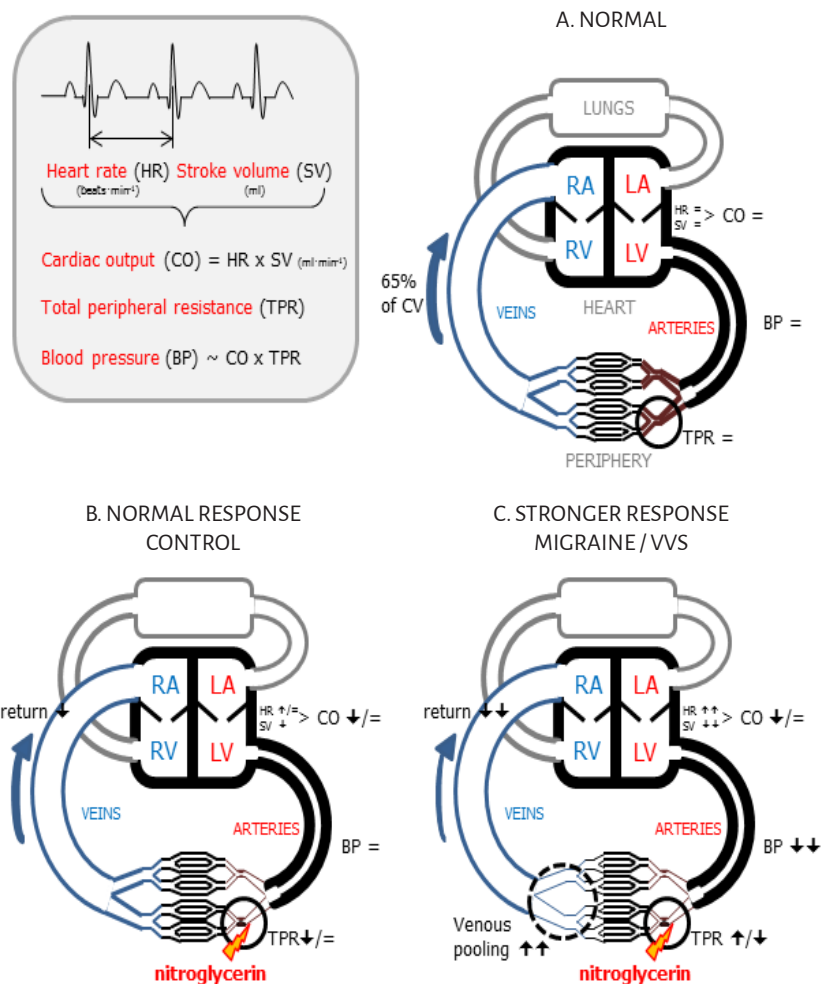 A. NORMAL
Heart rate (HR) Stroke volume (SV)
(beats·min⁻¹) (ml)
Cardiac output (CO) = HR x SV (ml·min⁻¹)
Total peripheral resistance (TPR)
Blood pressure (BP) ~ CO x TPR
LUNGS
RA LA
HR =
SV =
> CO =
RV LV
65%
of CV
HEART
VEINS
ARTERIES
BP =
TPR =
PERIPHERY
B. NORMAL RESPONSE
CONTROL
RA LA
return ↓
HR ↑/=
SV ↓
> CO ↓/=
RV LV
VEINS
ARTERIES
BP =
TPR↓/=
nitroglycerin
C. STRONGER RESPONSE
MIGRAINE / VVS
RA LA
return ↓↓
HR ↑↑
SV ↓↓
> CO ↓/=
RV LV
VEINS
ARTERIES
BP ↓↓
Venous
pooling ↑↑
TPR ↑/↓
nitroglycerin